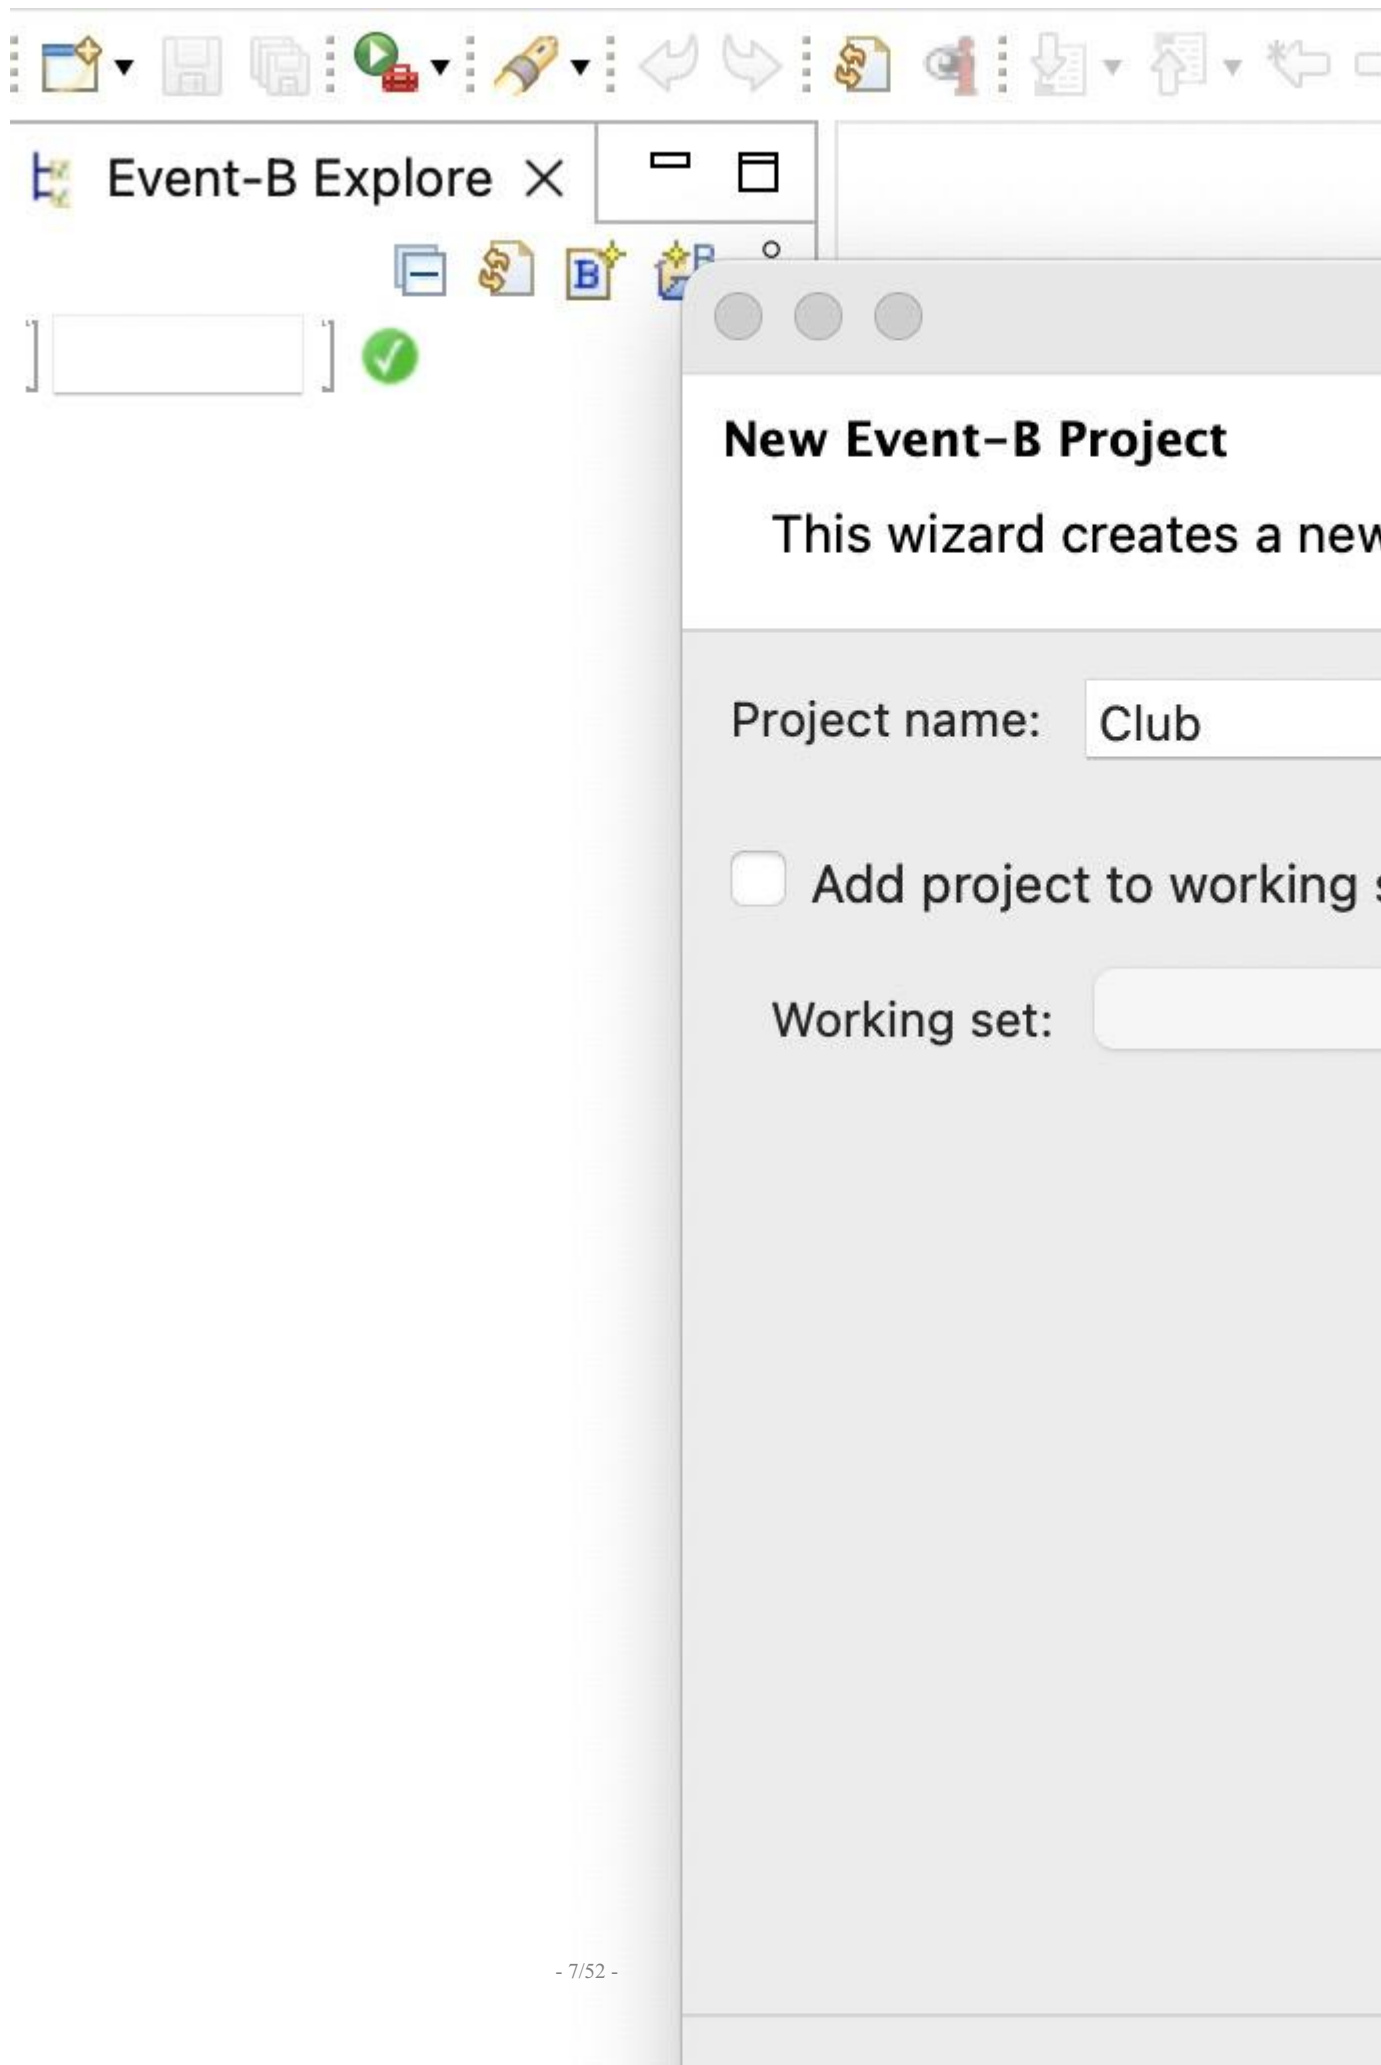 Event-B Explore
New Event-B Project
This wizard creates a new
Project name: Club
Add project to working
Working set:
- 7/52 -